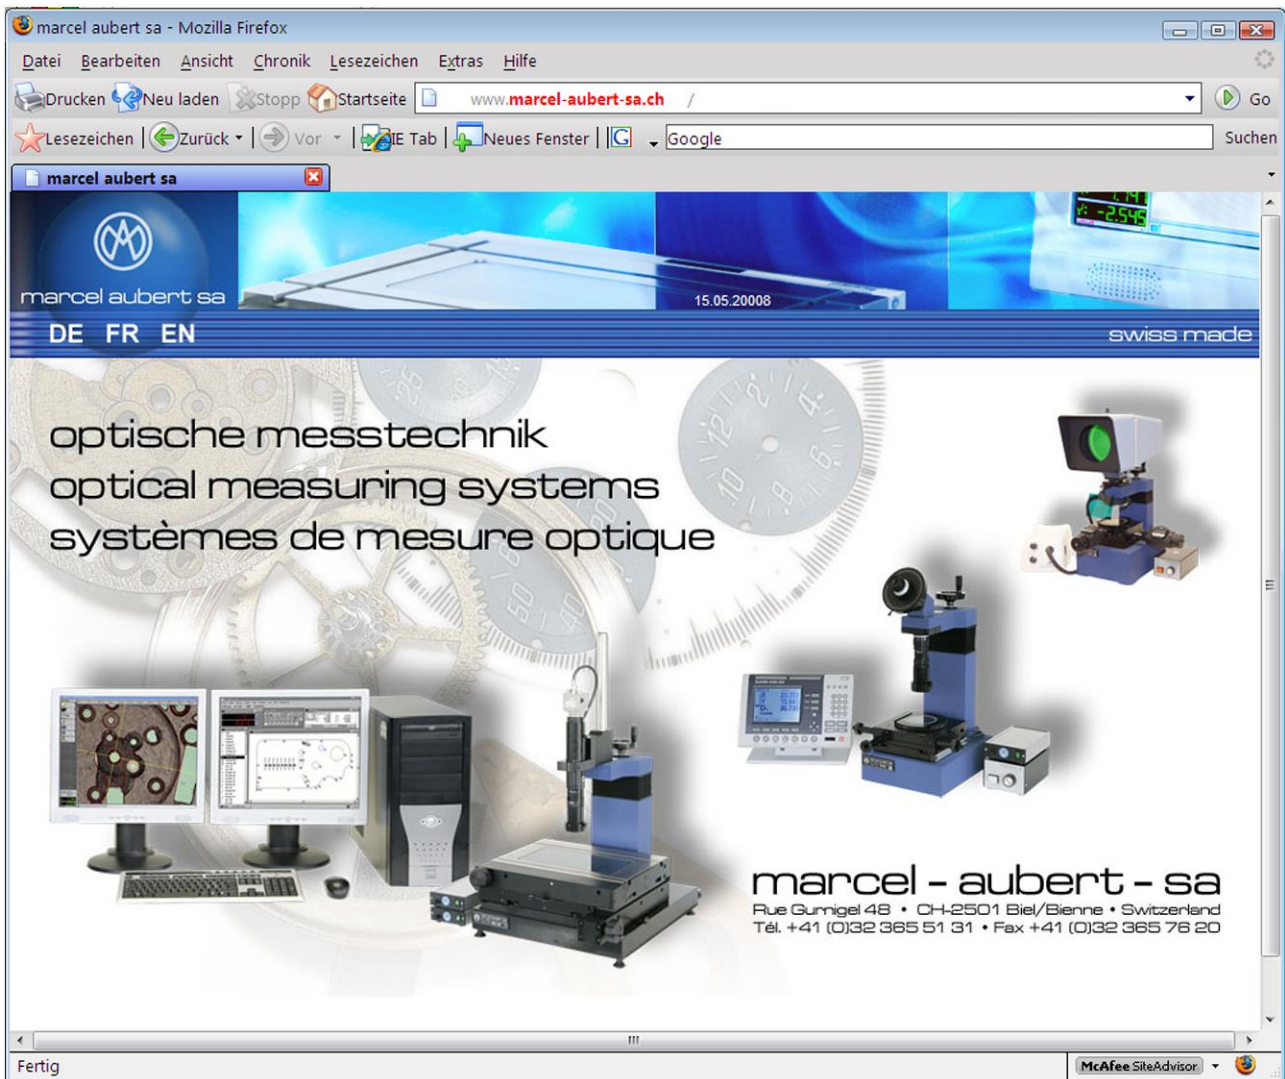 marcel aubert sa - Mozilla Firefox
Datei Bearbeiten Ansicht Chronik Lesezeichen Extras Hilfe
Drucken Neu laden Stopp Startseite www.marcel-aubert-sa.ch / Go
Lesezeichen Zurück Vor IE Tab Neues Fenster G Google Suchen
marcel aubert sa
Y: -2.545
marcel aubert sa
15.05.20008
DE FR EN
swiss made
optische messtechnik
optical measuring systems
systèmes de mesure optique
marcel - aubert - sa
Rue Gurnigel 48 • CH-2501 Biel/Bienne • Switzerland
Tél. +41 (0)32 365 51 31 • Fax +41 (0)32 365 76 20
Fertig
McAfee SiteAdvisor